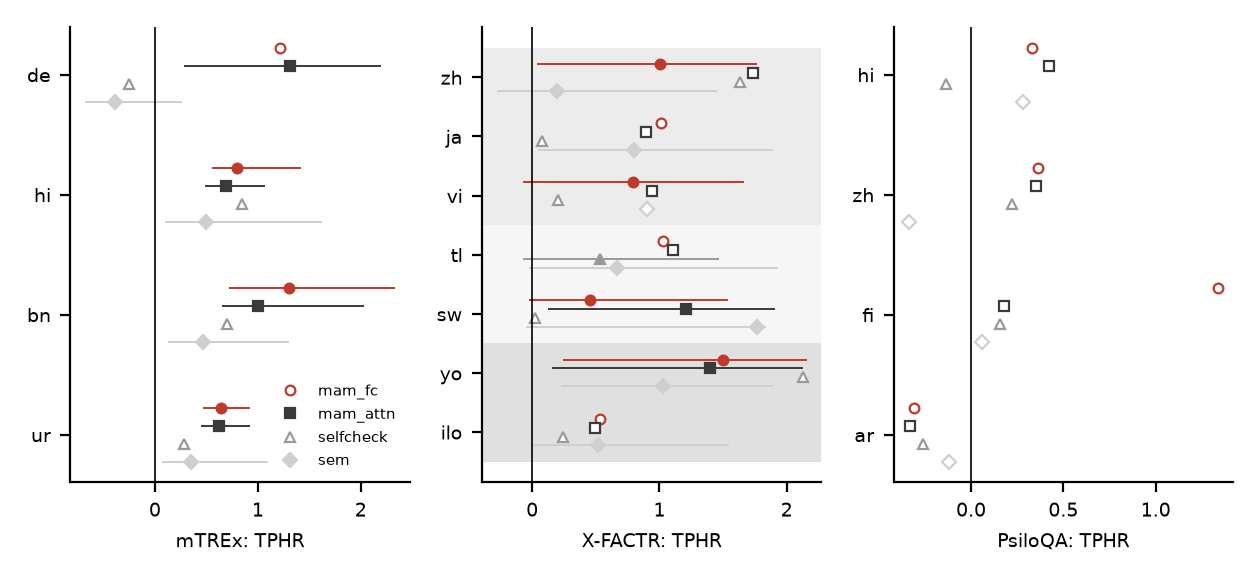 de
hi
bn
ur
mam_fc
mam_attn
selfcheck
sem
0 1 2
mTREx: TPHR
zh
ja
vi
tl
sw
yo
ilo
0 1 2
X-FACTR: TPHR
hi
zh
fi
ar
0.0 0.5 1.0
PsiloQA: TPHR